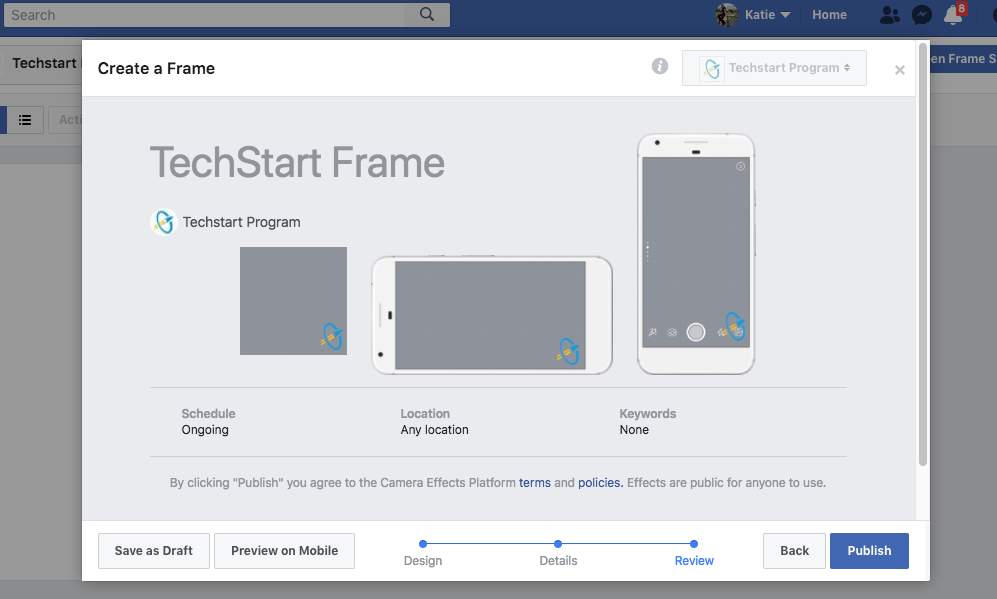 Search
Katie
Home
8
Techstart
en Frame S
Create a Frame
Techstart Program
Acti
TechStart Frame
Techstart Program
Schedule
Ongoing
Location
Any location
Keywords
None
By clicking "Publish" you agree to the Camera Effects Platform terms and policies. Effects are public for anyone to use.
Save as Draft
Preview on Mobile
Design
Details
Review
Back
Publish